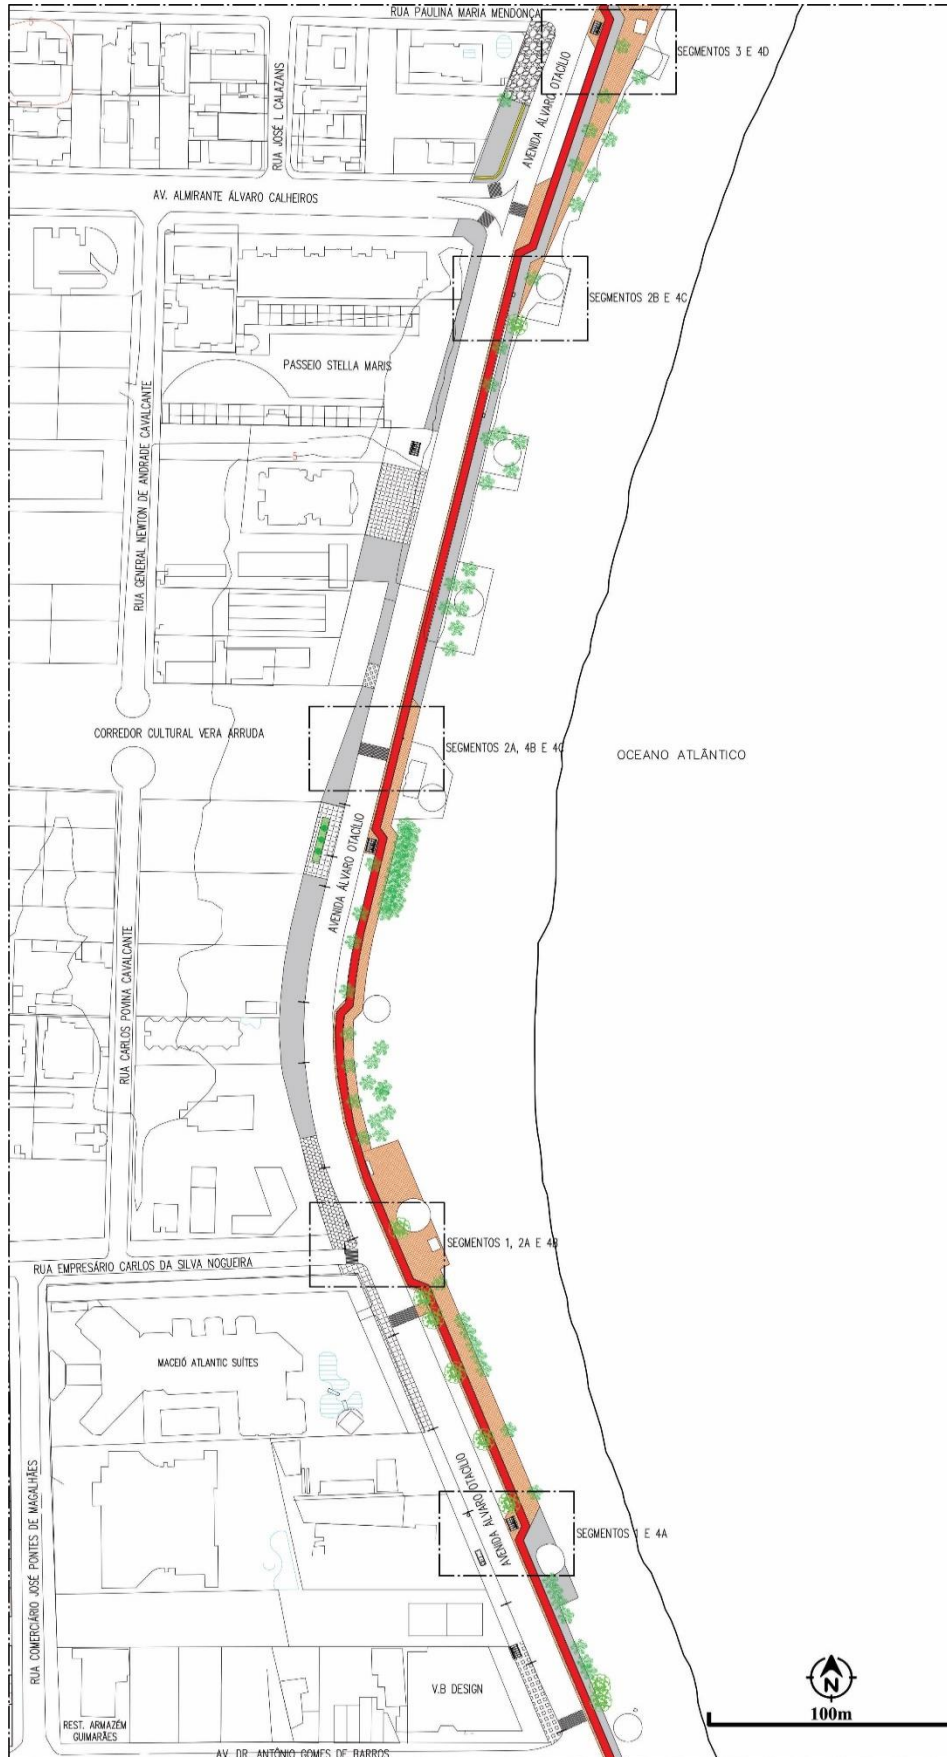 RUA PAULINA MARIA MENDONÇA
SEGMENTOS 3 E 4D
RUA JOSÉ L CALAZANS
AVENIDA ÁLVARO OTACÍLIO
AV. ALMIRANTE ÁLVARO CALHEIROS
SEGMENTOS 2B E 4C
PASSEIO STELLA MARIS
RUA GENERAL NEWTON DE ANDRADE CAVALCANTE
5
CORREDOR CULTURAL VERA ARRUDA
SEGMENTOS 2A, 4B E 4C
OCEANO ATLÂNTICO
AVENIDA ÁLVARO OTACÍLIO
RUA CARLOS POVINA CAVALCANTE
SEGMENTOS 1, 2A E 4B
RUA EMPRESÁRIO CARLOS DA SILVA NOGUEIRA
MACEIÓ ATLANTIC SUÍTES
AVENIDA ÁLVARO OTACÍLIO
RUA COMERCIÁRIO JOSÉ PONTES DE MAGALHÃES
SEGMENTOS 1 E 4A
V.B DESIGN
REST. ARMAZÉM
GUIMARÃES
N
100m
AV. DR. ANTÔNIO GOMES DE BARROS